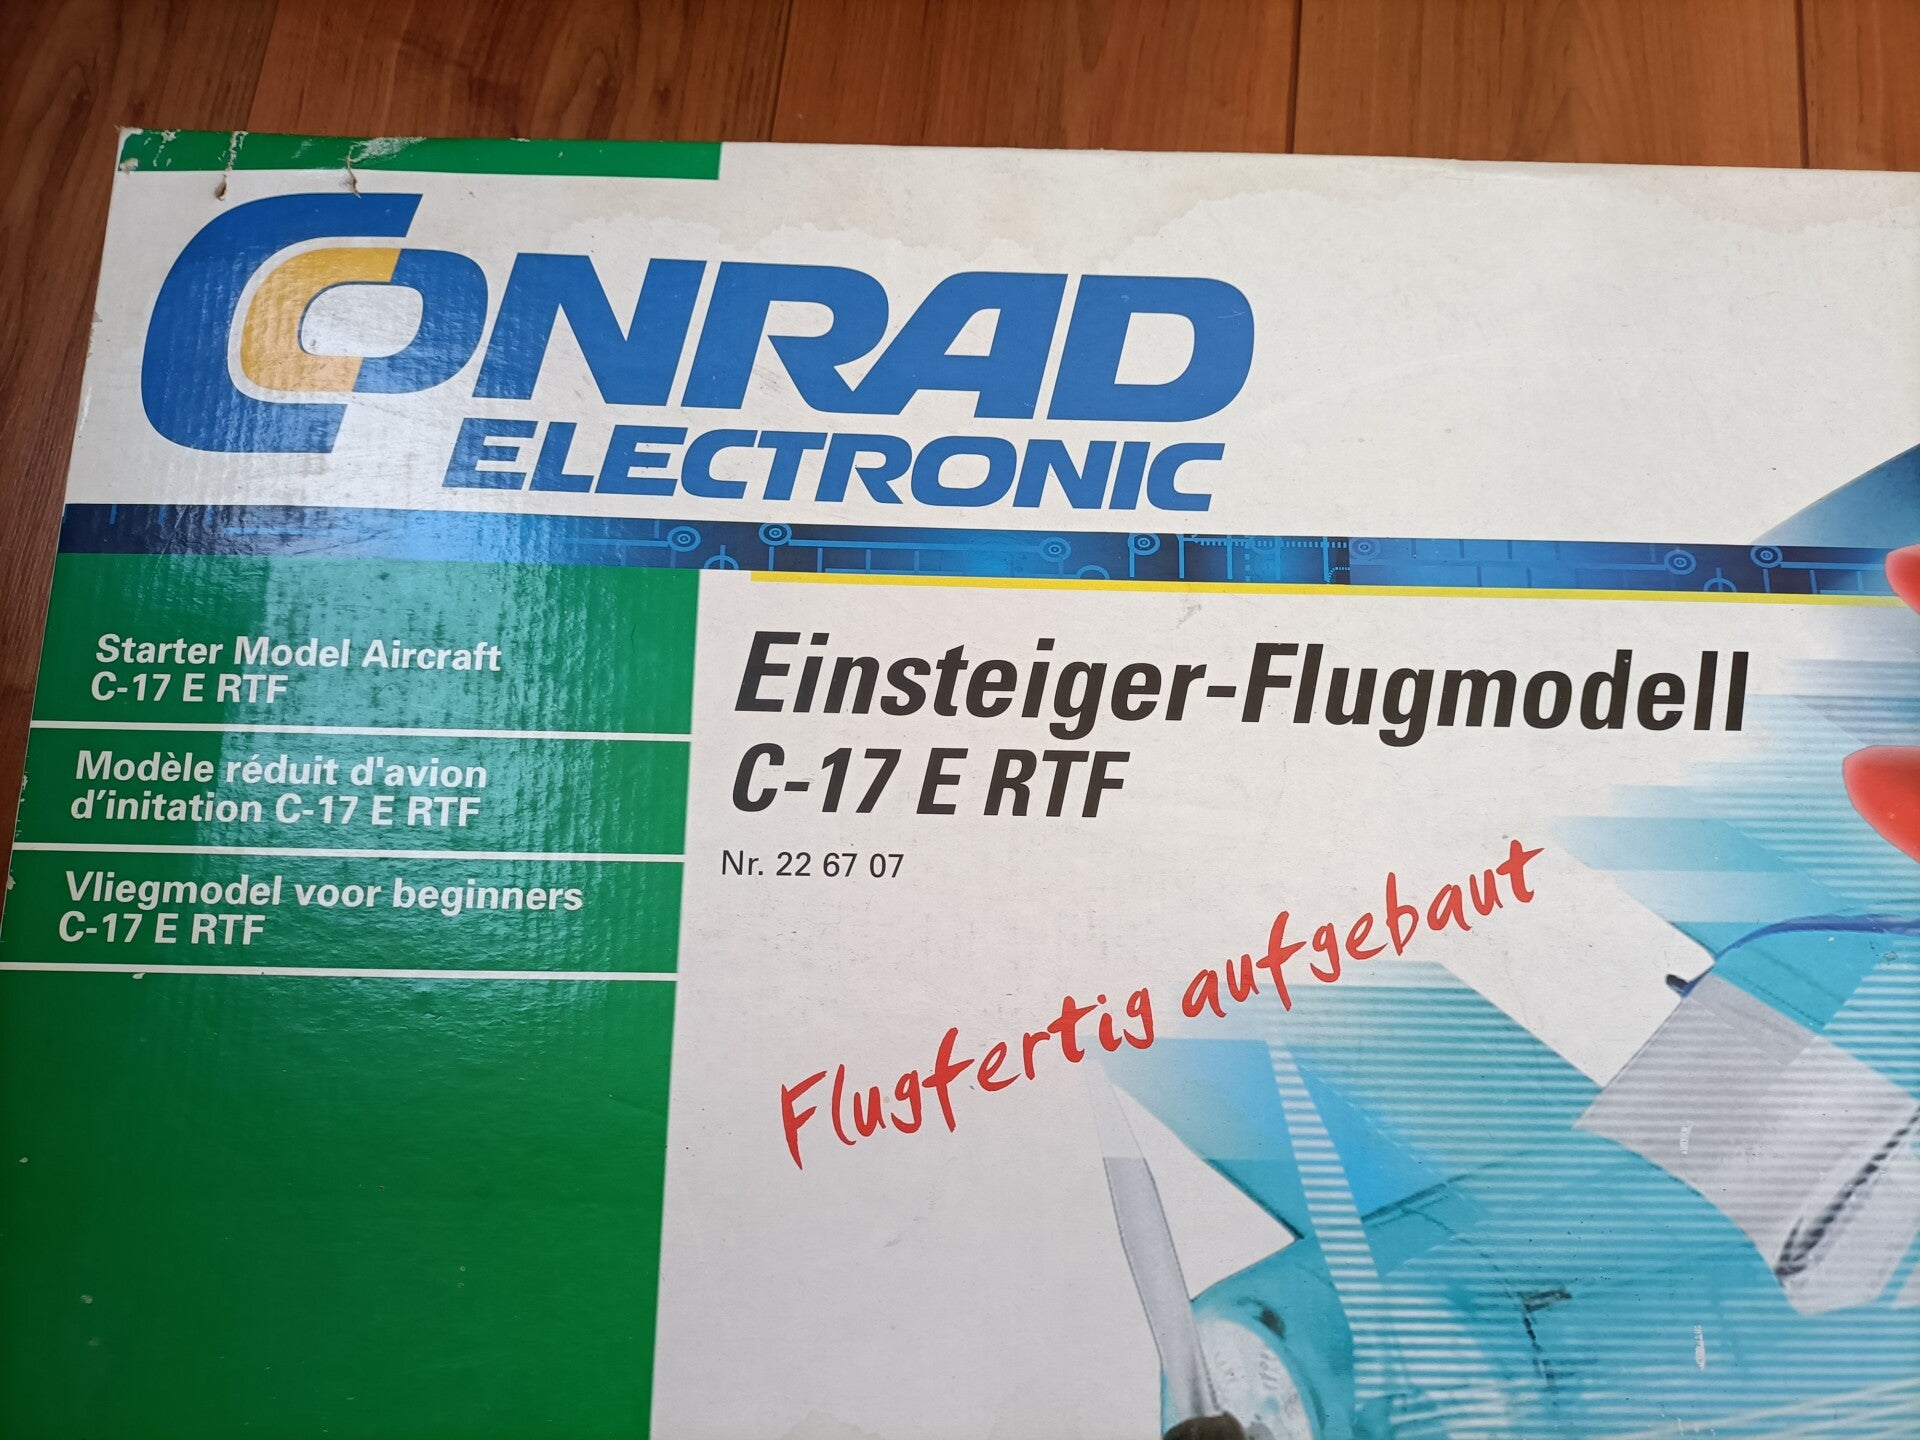 CONRAD
ELECTRONIC
Starter Model Aircraft
C-17 E RTF
Modèle réduit d'avion
d'initation C-17 E RTF
Vliegmodel voor beginners
C-17 E RTF
Einsteiger-Flugmodell
C-17 E RTF
Nr. 22 67 07
Flugfertig aufgebaut